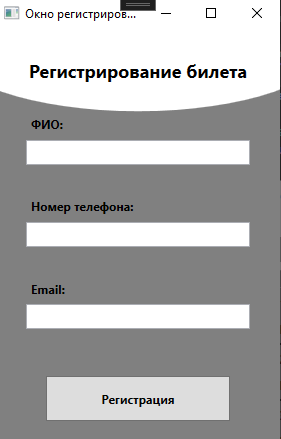 Окно регистриров...
Регистрирование билета
ФИО:
Номер телефона:
Email:
Регистрация